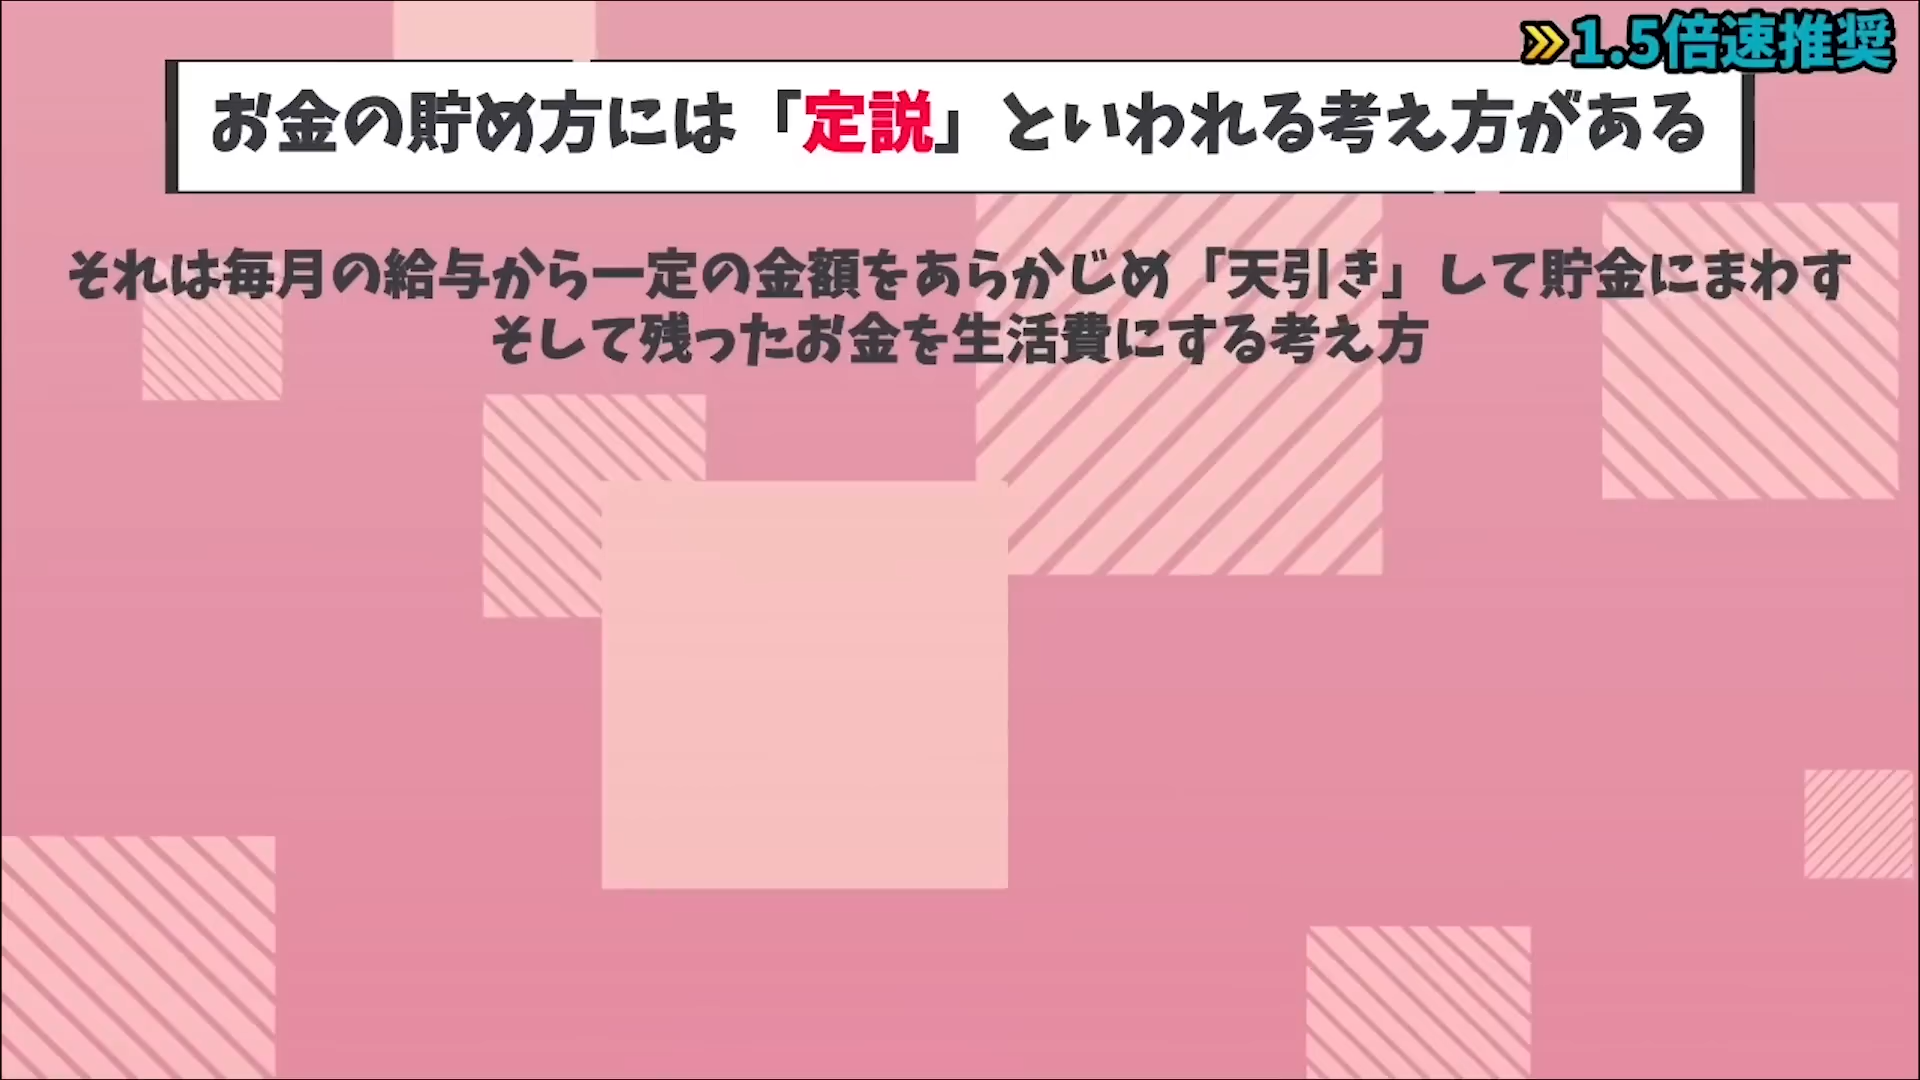 1.5倍速推奨
お金の貯め方には「定説」といわれる考え方がある
それは毎月の給与から一定の金額をあらかじめ「天引き」して貯金にまわす
そして残ったお金を生活費にする考え方